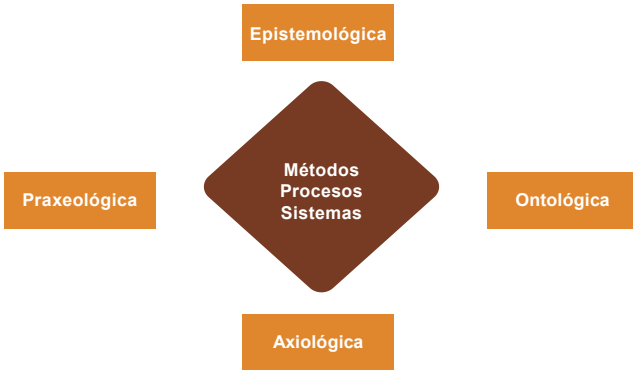 Epistemológica
Métodos
Procesos
Sistemas
Praxeológica
Ontológica
Axiológica